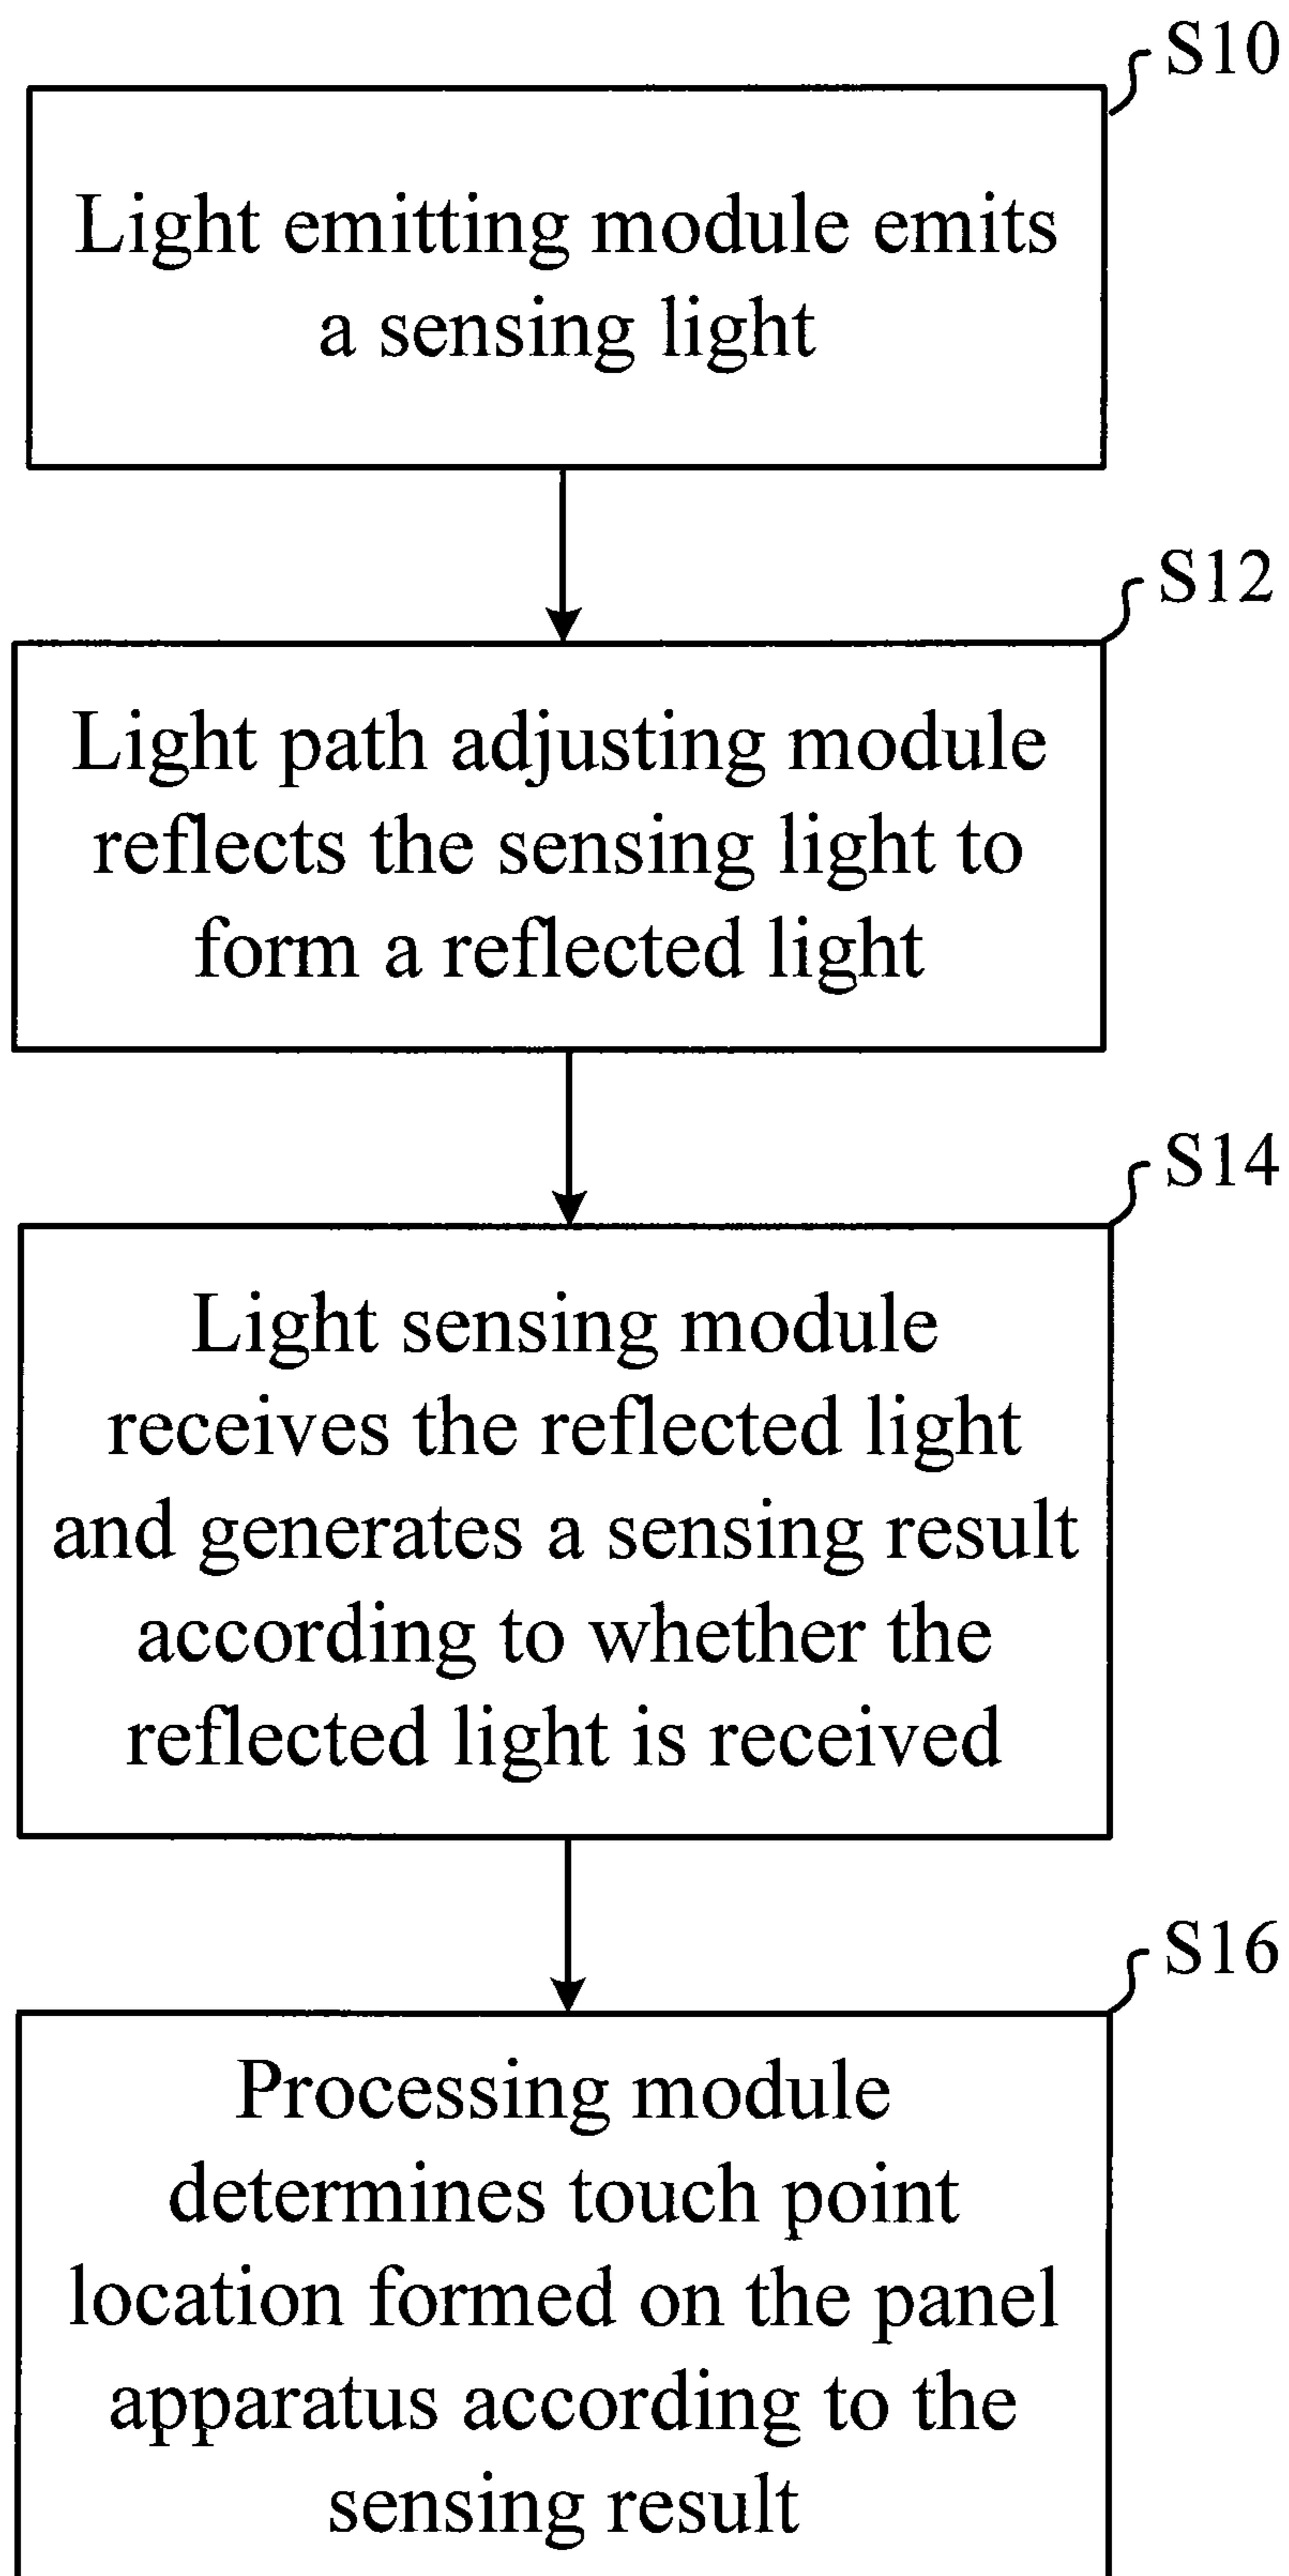 S10
Light emitting module emits
a sensing light
S12
Light path adjusting module
reflects the sensing light to
form a reflected light
S14
Light sensing module
receives the reflected light
and generates a sensing result
according to whether the
reflected light is received
S16
Processing module
determines touch point
location formed on the panel
apparatus according to the
sensing result